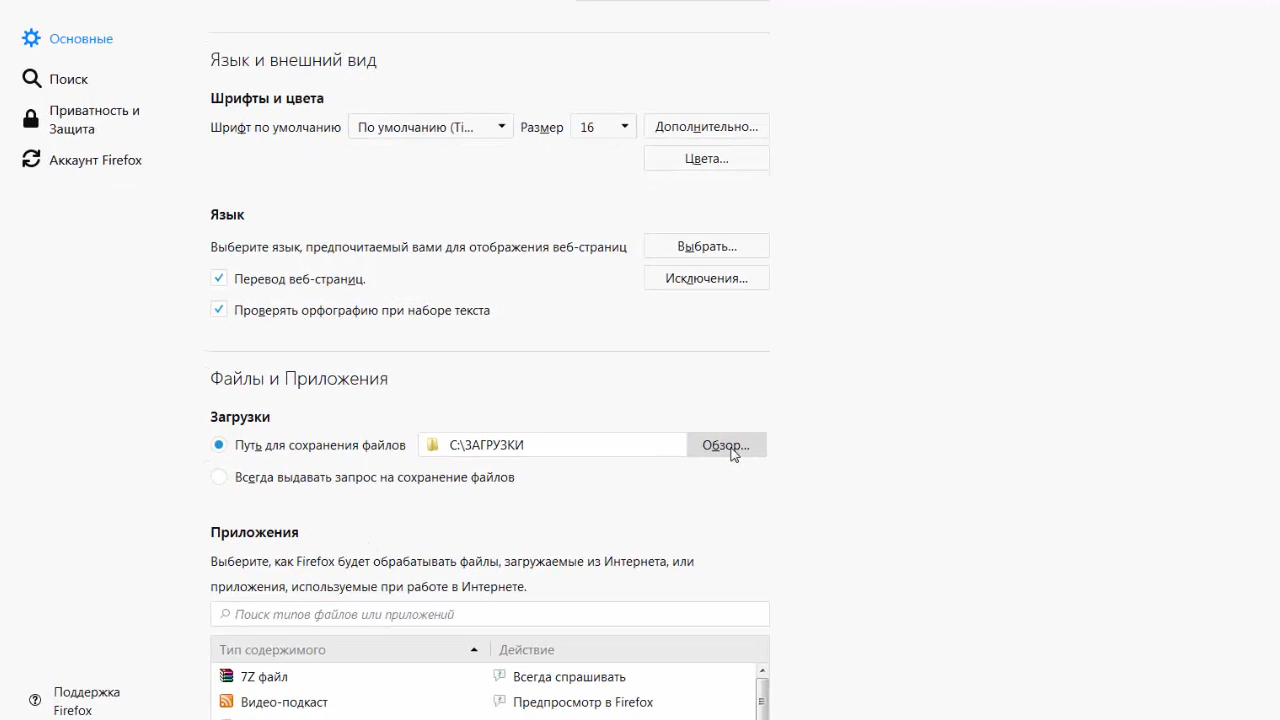 Основные
Поиск
Приватность и
Защита
Аккаунт Firefox
Язык и внешний вид
Шрифты и цвета
Шрифт по умолчанию По умолчанию (Ti... Размер 16 Дополнительно...
Цвета...
Язык
Выберите язык, предпочитаемый вами для отображения веб-страниц Выбрать...
Перевод веб-страниц. Исключения...
Проверять орфографию при наборе текста
Файлы и Приложения
Загрузки
Путь для сохранения файлов C:\ЗАГРУЗКИ Обзор...
Всегда выдавать запрос на сохранение файлов
Приложения
Выберите, как Firefox будет обрабатывать файлы, загружаемые из Интернета, или
приложения, используемые при работе в Интернете.
Поиск типов файлов или приложений
Тип содержимого Действие
7Z файл Всегда спрашивать
Видео-подкаст Предпросмотр в Firefox
Поддержка
Firefox